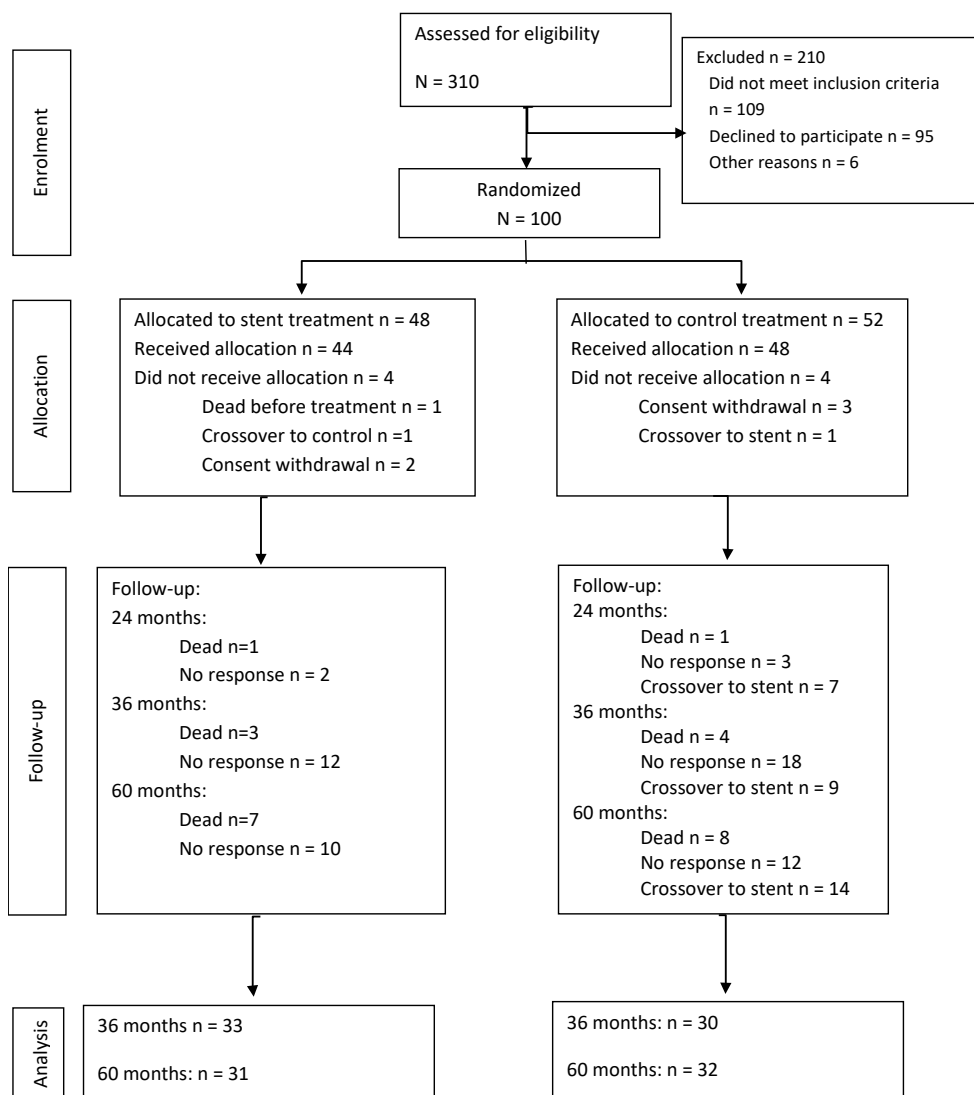 Enrolment
Assessed for eligibility
N = 310
Excluded n = 210
Did not meet inclusion criteria
n = 109
Declined to participate n = 95
Other reasons n = 6
Randomized
N = 100
Allocation
Allocated to stent treatment n = 48
Received allocation n = 44
Did not receive allocation n = 4
Dead before treatment n = 1
Crossover to control n =1
Consent withdrawal n = 2
Allocated to control treatment n = 52
Received allocation n = 48
Did not receive allocation n = 4
Consent withdrawal n = 3
Crossover to stent n = 1
Follow-up
Follow-up:
24 months:
Dead n=1
No response n = 2
36 months:
Dead n=3
No response n = 12
60 months:
Dead n=7
No response n = 10
Follow-up:
24 months:
Dead n = 1
No response n = 3
Crossover to stent n = 7
36 months:
Dead n = 4
No response n = 18
Crossover to stent n = 9
60 months:
Dead n = 8
No response n = 12
Crossover to stent n = 14
Analysis
36 months n = 33
60 months: n = 31
36 months: n = 30
60 months: n = 32